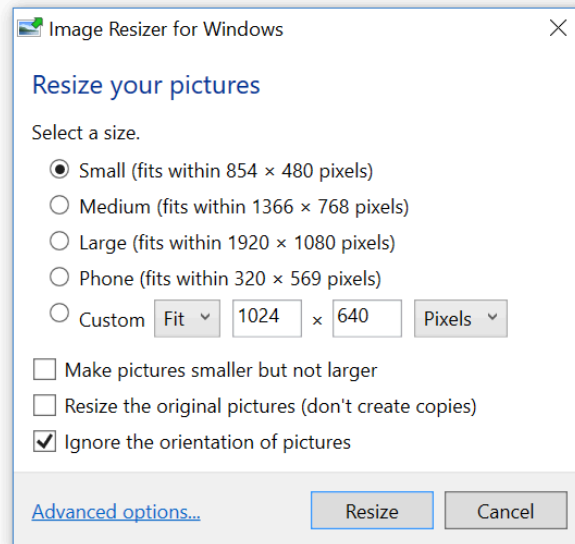 Image Resizer for Windows
Resize your pictures
Select a size.
Small (fits within 854 × 480 pixels)
Medium (fits within 1366 × 768 pixels)
Large (fits within 1920 × 1080 pixels)
Phone (fits within 320 × 569 pixels)
Custom Fit 1024 × 640 Pixels
Make pictures smaller but not larger
Resize the original pictures (don't create copies)
Ignore the orientation of pictures
Advanced options... Resize Cancel